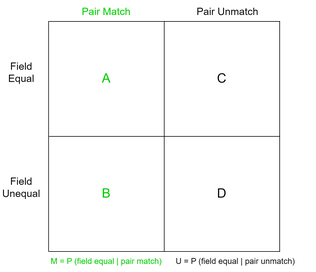 Pair Match Pair Unmatch
Field
Equal
A C
Field
Unequal
B D
M = P (field equal | pair match) U = P (field equal | pair unmatch)